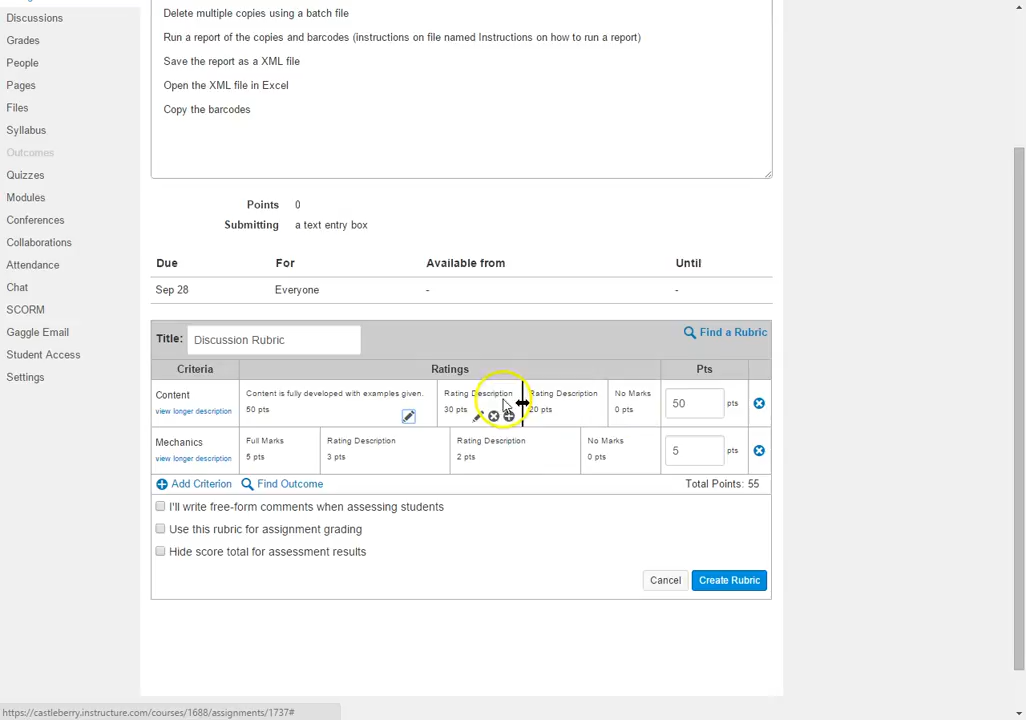 Discussions
Grades
People
Pages
Files
Syllabus
Outcomes
Quizzes
Modules
Conferences
Collaborations
Attendance
Chat
SCORM
Gaggle Email
Student Access
Settings
Delete multiple copies using a batch file
Run a report of the copies and barcodes (instructions on file named Instructions on how to run a report)
Save the report as a XML file
Open the XML file in Excel
Copy the barcodes
Points 0
Submitting a text entry box
Due For Available from Until
Sep 28 Everyone - -
Title: Discussion Rubric Find a Rubric
Criteria Ratings Pts
Content Content is fully developed with examples given. Rating Description Rating Description No Marks
view longer description 50 pts 30 pts 20 pts 0 pts 50 pts
Mechanics Full Marks Rating Description Rating Description No Marks
view longer description 5 pts 3 pts 2 pts 0 pts 5 pts
Add Criterion Find Outcome Total Points: 55
I'll write free-form comments when assessing students
Use this rubric for assignment grading
Hide score total for assessment results
Cancel Create Rubric
https://castleberry.instructure.com/courses/1688/assignments/1737#